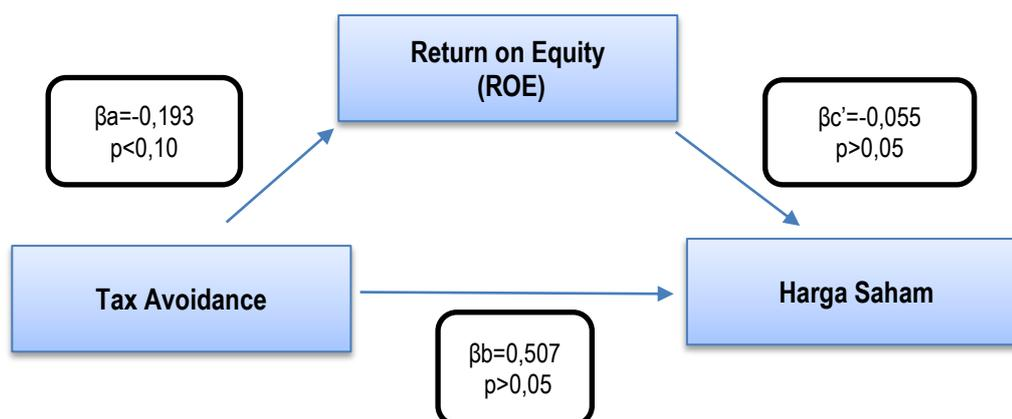 Return on Equity
(ROE)
βa=-0,193
p<0,10
βc’=-0,055
p>0,05
Tax Avoidance
Harga Saham
βb=0,507
p>0,05